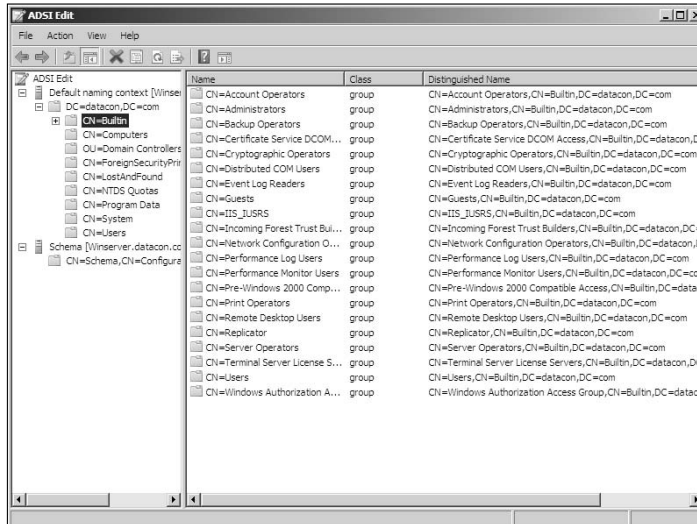 ADSI Edit
File Action View Help
ADSI Edit
Default naming context [Winser
DC=datacon,DC=com
CN=Builtin
CN=Computers
OU=Domain Controllers
CN=ForeignSecurityPrin
CN=LostAndFound
CN=NTDS Quotas
CN=Program Data
CN=System
CN=Users
Schema [Winserver.datacon.cc
CN=Schema,CN=Configura
Name Class Distinguished Name
CN=Account Operators group CN=Account Operators,CN=Builtin,DC=datacon,DC=com
CN=Administrators group CN=Administrators,CN=Builtin,DC=datacon,DC=com
CN=Backup Operators group CN=Backup Operators,CN=Builtin,DC=datacon,DC=com
CN=Certificate Service DCOM... group CN=Certificate Service DCOM Access,CN=Builtin,DC=datacon,D
CN=Cryptographic Operators group CN=Cryptographic Operators,CN=Builtin,DC=datacon,DC=com
CN=Distributed COM Users group CN=Distributed COM Users,CN=Builtin,DC=datacon,DC=com
CN=Event Log Readers group CN=Event Log Readers,CN=Builtin,DC=datacon,DC=com
CN=Guests group CN=Guests,CN=Builtin,DC=datacon,DC=com
CN=IIS_IUSRS group CN=IIS_IUSRS,CN=Builtin,DC=datacon,DC=com
CN=Incoming Forest Trust Bui... group CN=Incoming Forest Trust Builders,CN=Builtin,DC=datacon,DC
CN=Network Configuration O... group CN=Network Configuration Operators,CN=Builtin,DC=datacon,
CN=Performance Log Users group CN=Performance Log Users,CN=Builtin,DC=datacon,DC=com
CN=Performance Monitor Users group CN=Performance Monitor Users,CN=Builtin,DC=datacon,DC=cc
CN=Pre-Windows 2000 Comp... group CN=Pre-Windows 2000 Compatible Access,CN=Builtin,DC=data
CN=Print Operators group CN=Print Operators,CN=Builtin,DC=datacon,DC=com
CN=Remote Desktop Users group CN=Remote Desktop Users,CN=Builtin,DC=datacon,DC=com
CN=Replicator group CN=Replicator,CN=Builtin,DC=datacon,DC=com
CN=Server Operators group CN=Server Operators,CN=Builtin,DC=datacon,DC=com
CN=Terminal Server License S... group CN=Terminal Server License Servers,CN=Builtin,DC=datacon,D
CN=Users group CN=Users,CN=Builtin,DC=datacon,DC=com
CN=Windows Authorization A... group CN=Windows Authorization Access Group,CN=Builtin,DC=datac